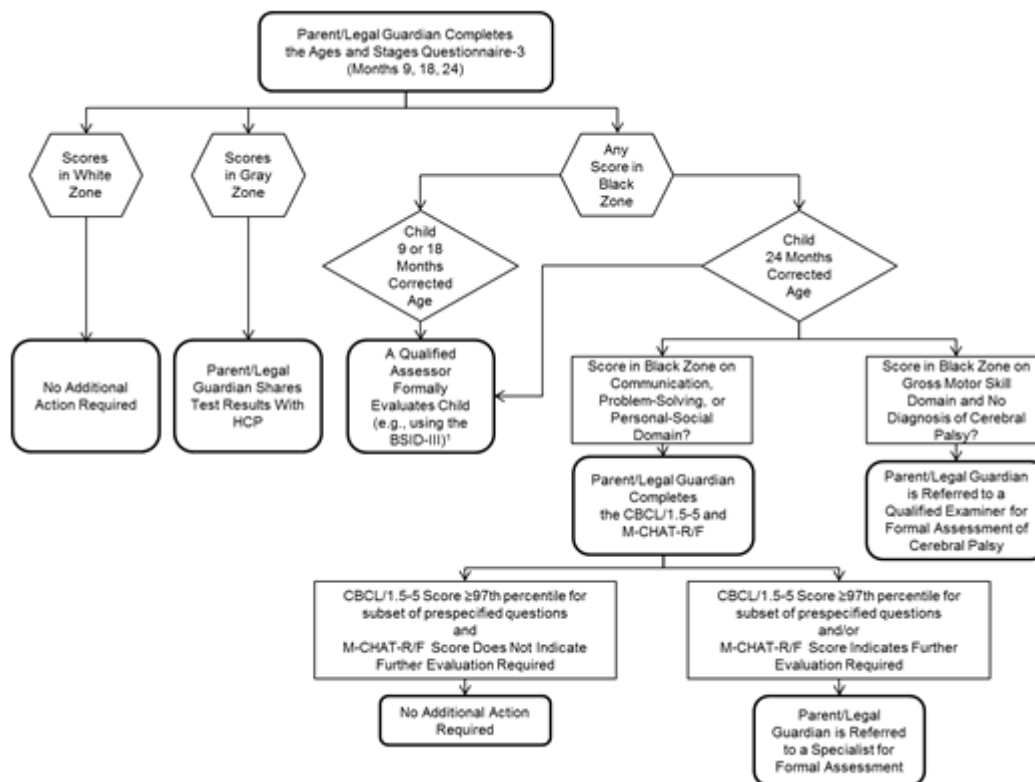 Parent/Legal Guardian Completes
the Ages and Stages Questionnaire-3
(Months 9, 18, 24)
Scores
in White
Zone
Scores
in Gray
Zone
Any
Score in
Black
Zone
Child
9 or 18
Months
Corrected
Age
Child
24 Months
Corrected
Age
No Additional
Action Required
Parent/Legal
Guardian Shares
Test Results With
HCP
A Qualified
Assessor
Formally
Evaluates Child
(e.g., using the
BSID-III)¹
Score in Black Zone on
Communication,
Problem-Solving, or
Personal-Social
Domain?
Score in Black Zone on
Gross Motor Skill
Domain and No
Diagnosis of Cerebral
Palsy?
Parent/Legal Guardian
Completes
the CBCL/1.5-5 and
M-CHAT-R/F
Parent/Legal Guardian
is Referred to a
Qualified Examiner for
Formal Assessment of
Cerebral Palsy
CBCL/1.5-5 Score ≥97th percentile for
subset of prespecified questions
and
M-CHAT-R/F Score Does Not Indicate
Further Evaluation Required
CBCL/1.5-5 Score ≥97th percentile for
subset of prespecified questions
and/or
M-CHAT-R/F Score Indicates Further
Evaluation Required
No Additional Action
Required
Parent/Legal
Guardian is Referred
to a Specialist for
Formal Assessment